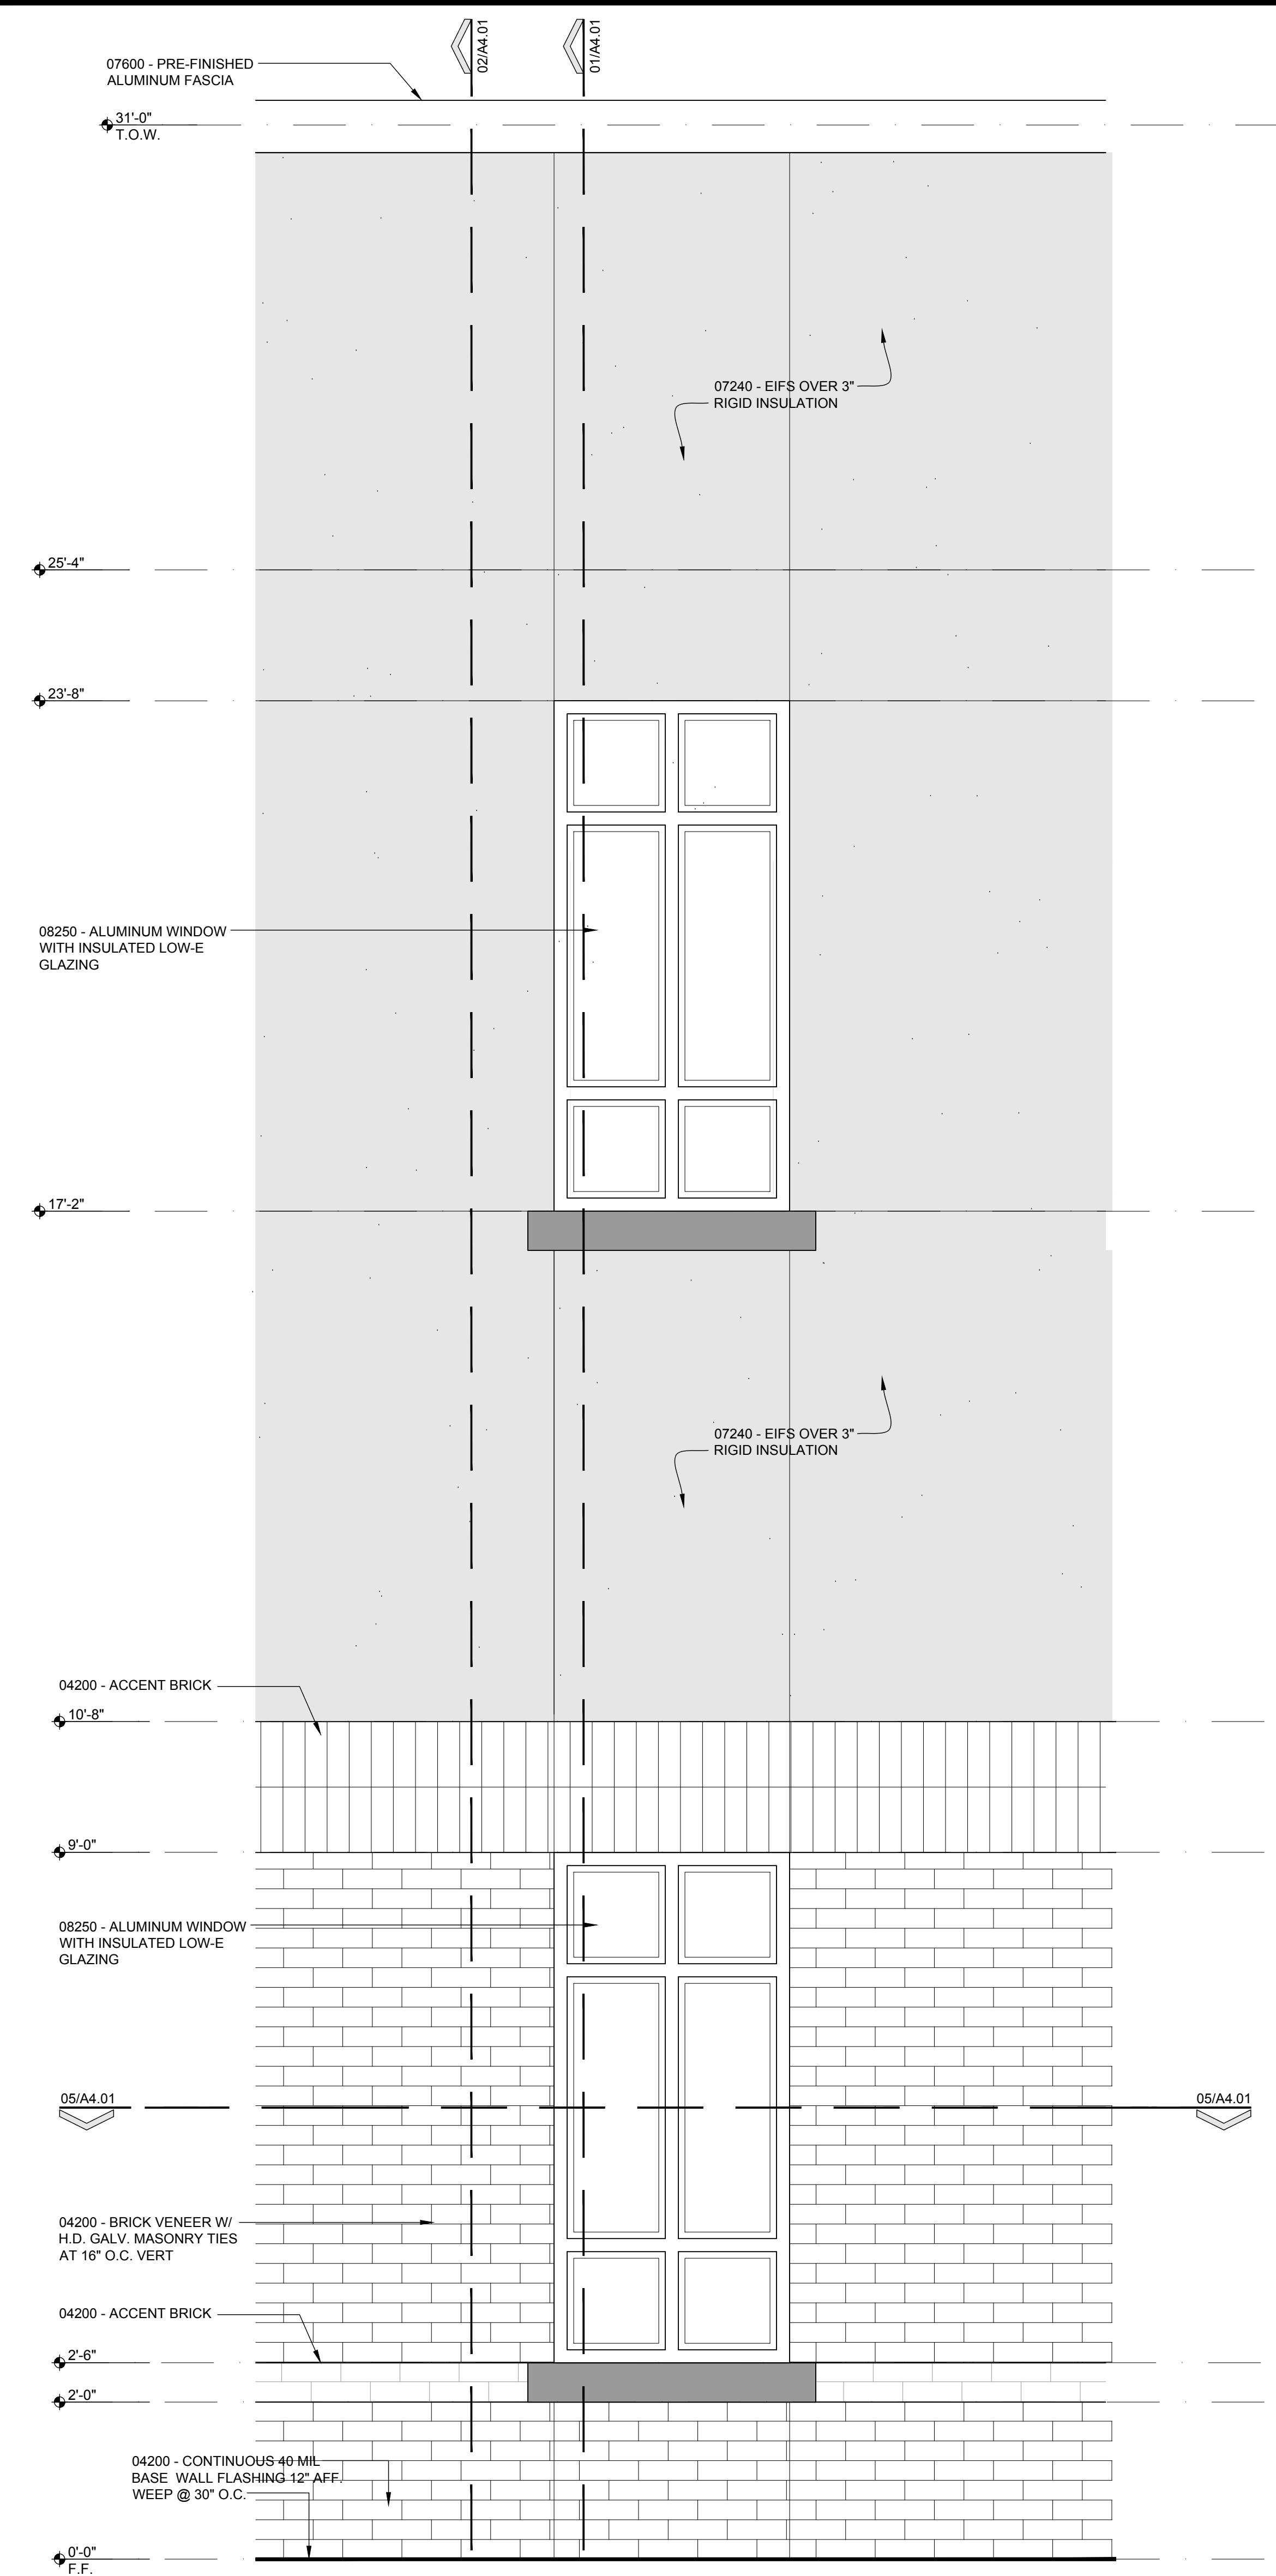 02/A4.01
01/A4.01
07600 - PRE-FINISHED
ALUMINUM FASCIA
31'-0"
T.O.W.
07240 - EIFS OVER 3"
RIGID INSULATION
25'-4"
23'-8"
08250 - ALUMINUM WINDOW
WITH INSULATED LOW-E
GLAZING
17'-2"
07240 - EIFS OVER 3"
RIGID INSULATION
04200 - ACCENT BRICK
10'-8"
9'-0"
08250 - ALUMINUM WINDOW
WITH INSULATED LOW-E
GLAZING
05/A4.01
05/A4.01
04200 - BRICK VENEER W/
H.D. GALV. MASONRY TIES
AT 16" O.C. VERT
04200 - ACCENT BRICK
2'-6"
2'-0"
04200 - CONTINUOUS 40 MIL
BASE WALL FLASHING 12" AFF.
WEEP @ 30" O.C.
0'-0"
F.F.